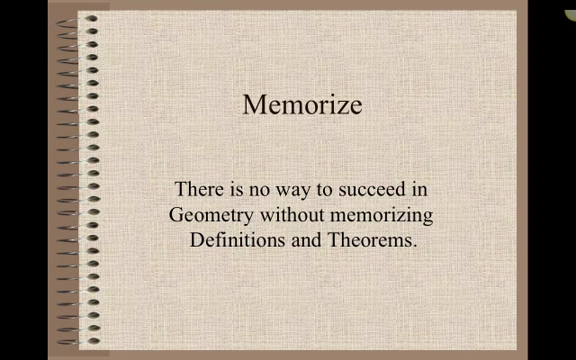 Memorize
There is no way to succeed in
Geometry without memorizing
Definitions and Theorems.